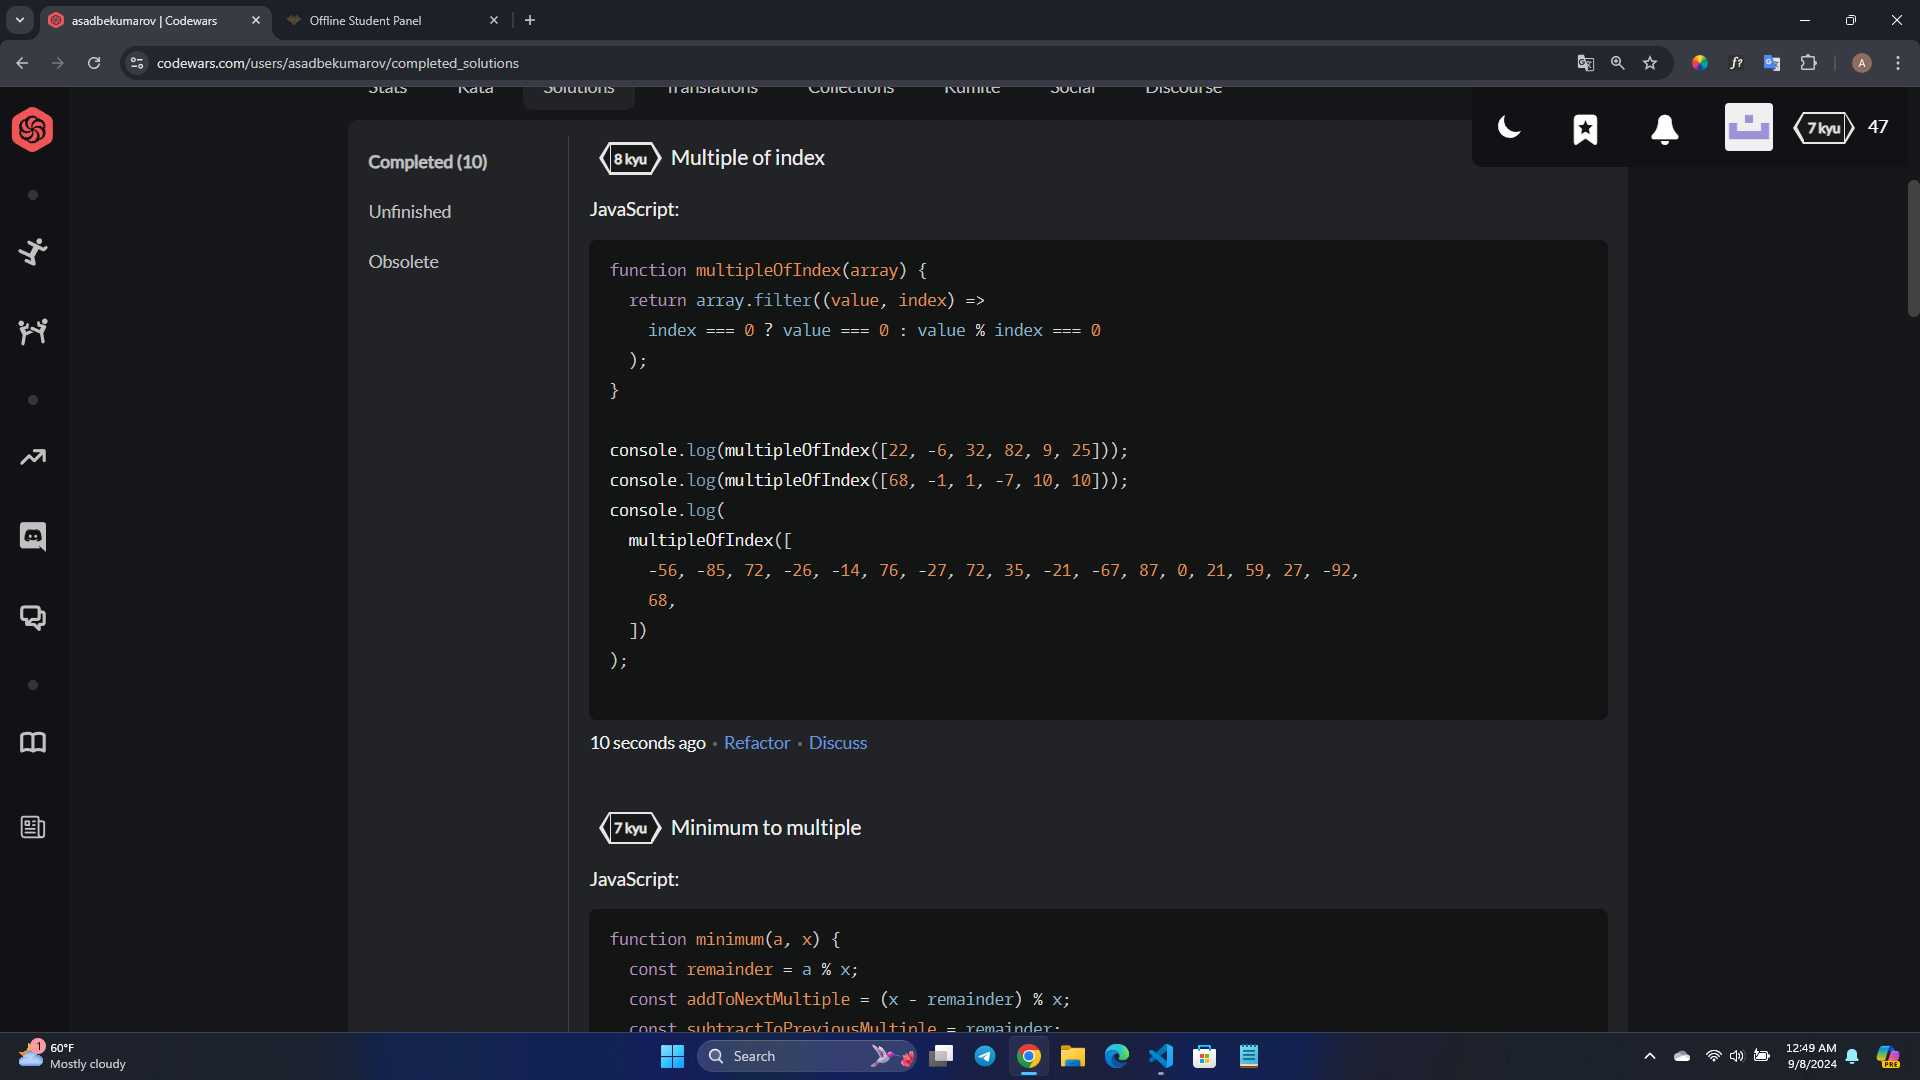 asadbekumarov | Codewars
Offline Student Panel
codewars.com/users/asadbekumarov/completed_solutions
A
Stats Kata Solutions Translations Collections Kumite Social Discourse
7 kyu 47
Completed (10)
Unfinished
Obsolete
8 kyu Multiple of index
JavaScript:
function multipleOfIndex(array) {
  return array.filter((value, index) =>
    index === 0 ? value === 0 : value % index === 0
  );
}
console.log(multipleOfIndex([22, -6, 32, 82, 9, 25]));
console.log(multipleOfIndex([68, -1, 1, -7, 10, 10]));
console.log(
  multipleOfIndex([
    -56, -85, 72, -26, -14, 76, -27, 72, 35, -21, -67, 87, 0, 21, 59, 27, -92,
    68,
  ])
);
10 seconds ago • Refactor • Discuss
7 kyu Minimum to multiple
JavaScript:
function minimum(a, x) {
  const remainder = a % x;
  const addToNextMultiple = (x - remainder) % x;
  const subtractToPreviousMultiple = remainder;
1
60°F
Mostly cloudy
Search
12:49 AM
9/8/2024
PRE